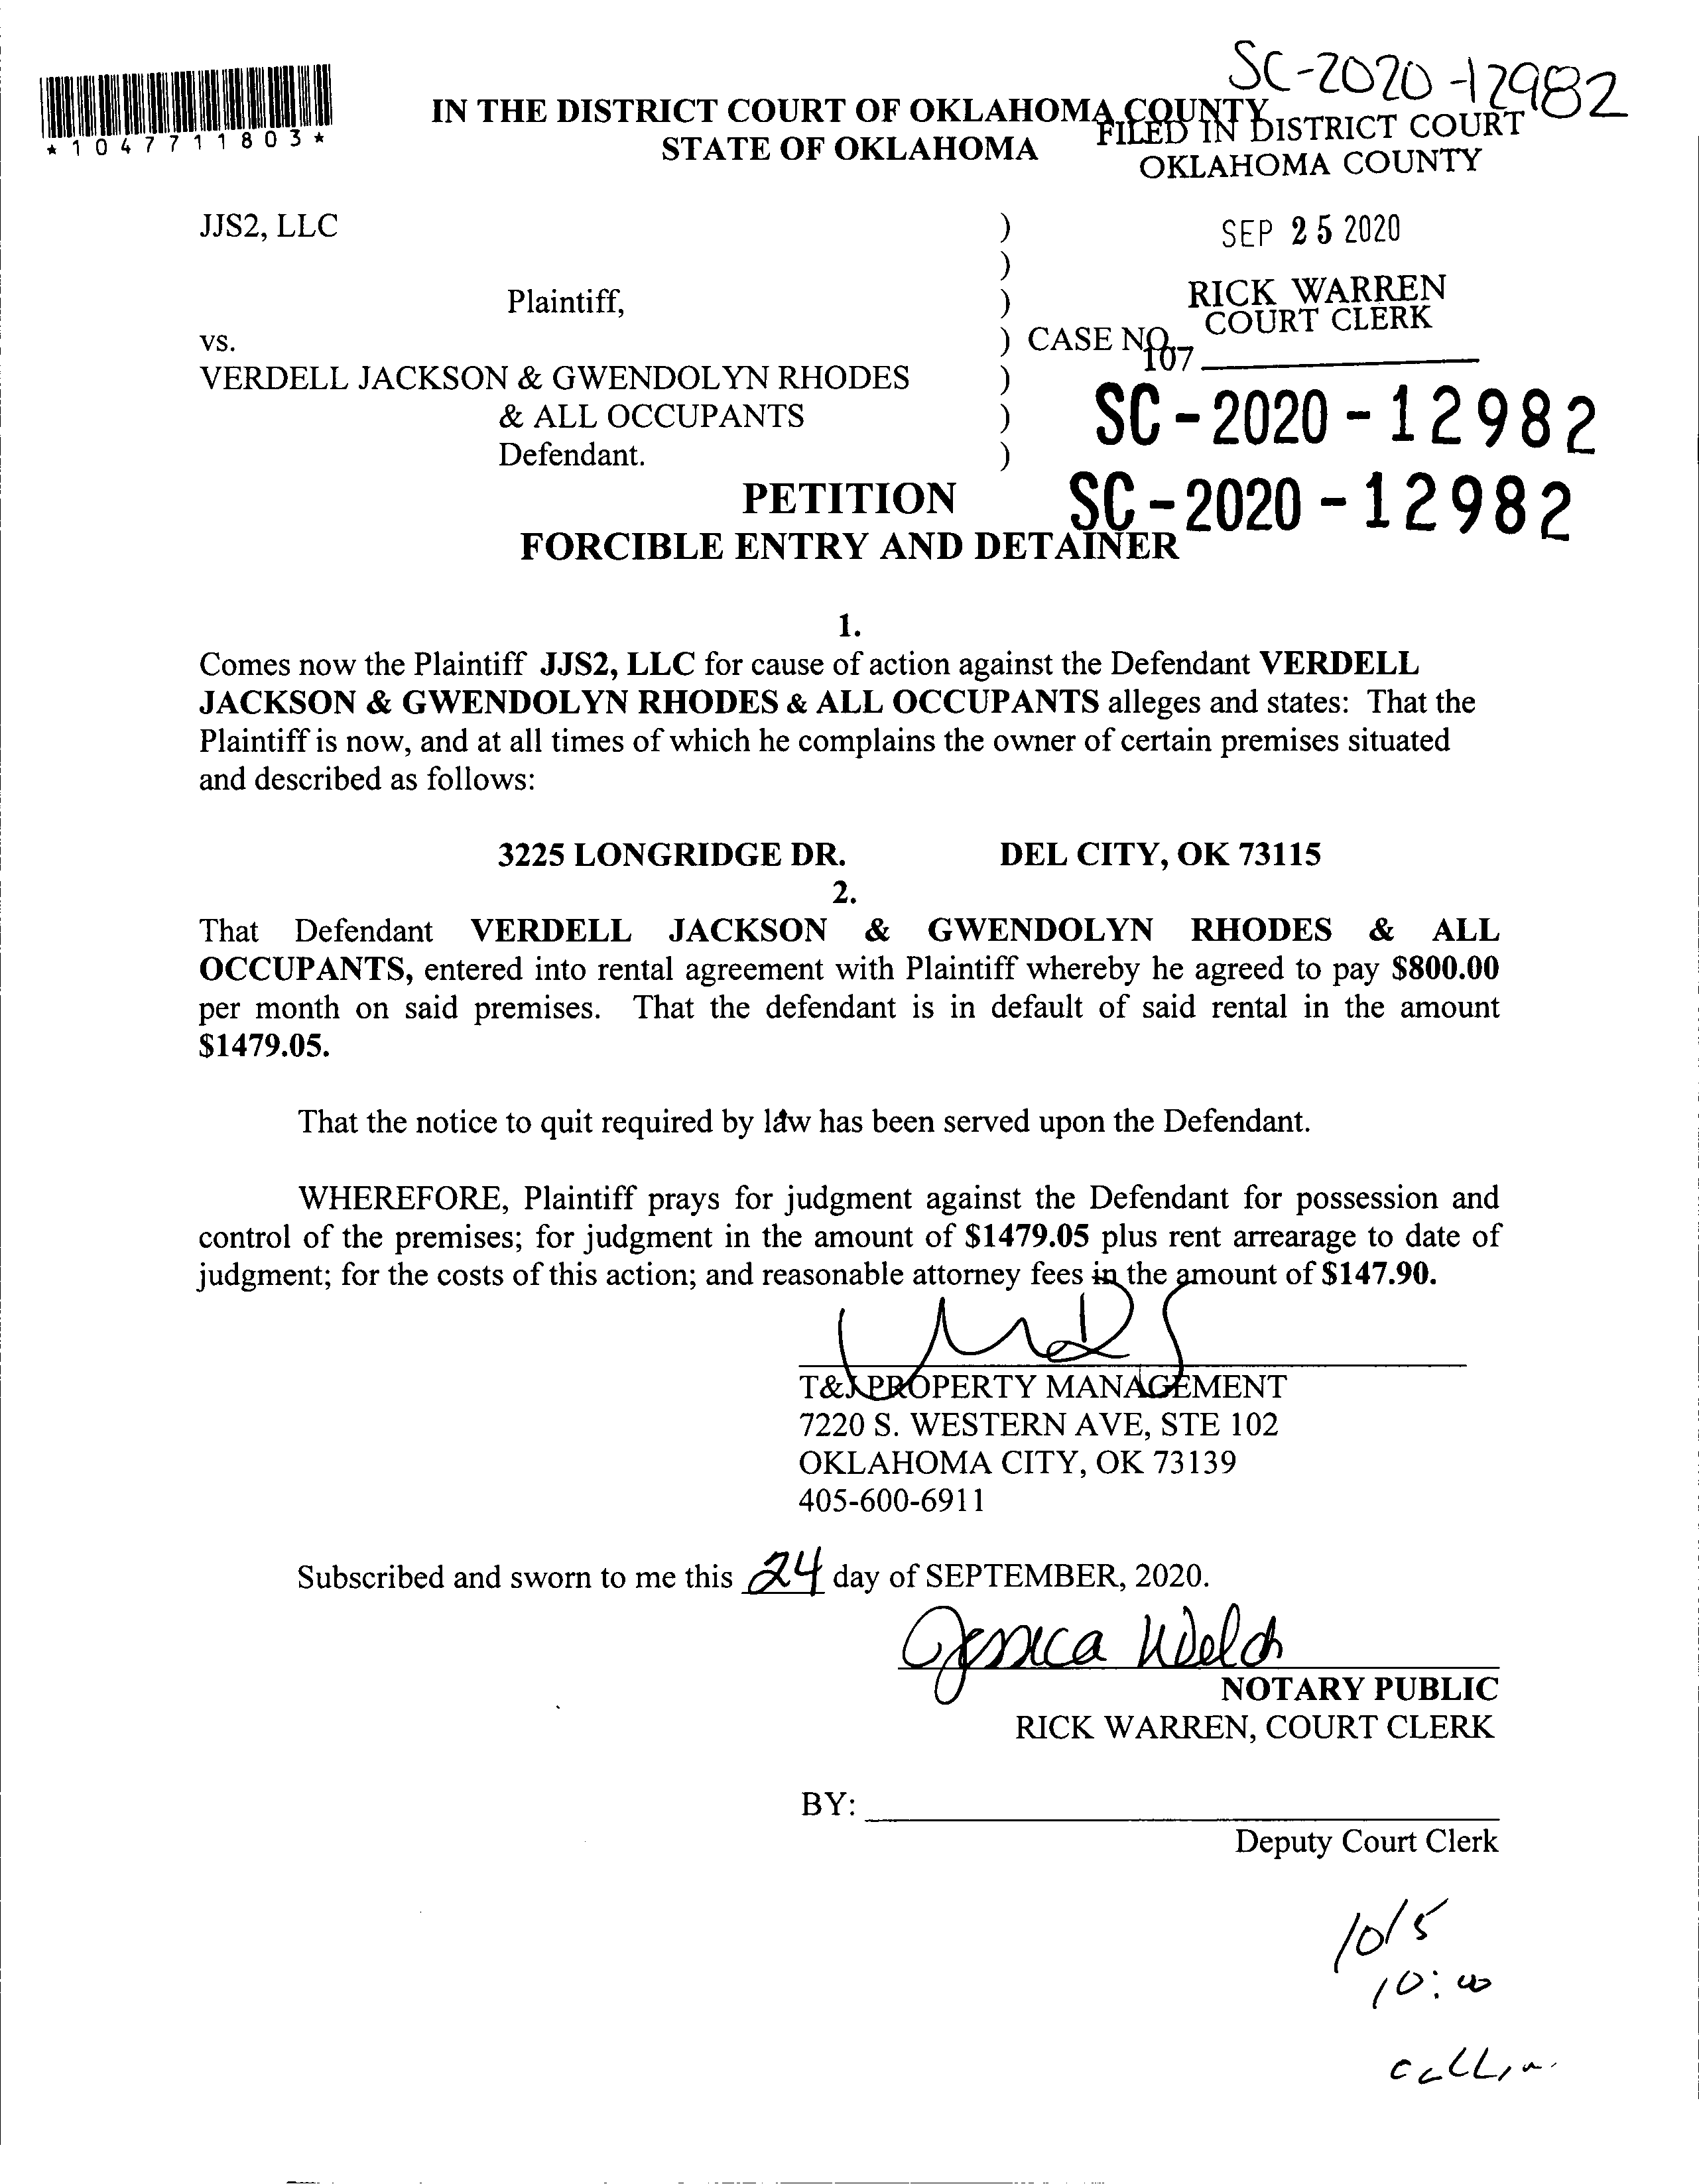 SC-2020-12982
*1047711803*
IN THE DISTRICT COURT OF OKLAHOMA COUNTY
STATE OF OKLAHOMA
FILED IN DISTRICT COURT
OKLAHOMA COUNTY
JJS2, LLC )
SEP 25 2020
)
Plaintiff, )
RICK WARREN
COURT CLERK
vs. ) CASE NO.
107
VERDELL JACKSON & GWENDOLYN RHODES )
& ALL OCCUPANTS )
SC-2020-12982
Defendant. )
PETITION
SC-2020-12982
FORCIBLE ENTRY AND DETAINER
1.
Comes now the Plaintiff JJS2, LLC for cause of action against the Defendant VERDELL
JACKSON & GWENDOLYN RHODES & ALL OCCUPANTS alleges and states: That the
Plaintiff is now, and at all times of which he complains the owner of certain premises situated
and described as follows:
3225 LONGRIDGE DR. DEL CITY, OK 73115
2.
That Defendant VERDELL JACKSON & GWENDOLYN RHODES & ALL
OCCUPANTS, entered into rental agreement with Plaintiff whereby he agreed to pay $800.00
per month on said premises. That the defendant is in default of said rental in the amount
$1479.05.
That the notice to quit required by law has been served upon the Defendant.
WHEREFORE, Plaintiff prays for judgment against the Defendant for possession and
control of the premises; for judgment in the amount of $1479.05 plus rent arrearage to date of
judgment; for the costs of this action; and reasonable attorney fees in the amount of $147.90.
T&J PROPERTY MANAGEMENT
7220 S. WESTERN AVE, STE 102
OKLAHOMA CITY, OK 73139
405-600-6911
Subscribed and sworn to me this 24 day of SEPTEMBER, 2020.
Jessica Welch
NOTARY PUBLIC
RICK WARREN, COURT CLERK
BY:
Deputy Court Clerk
10/5
10:00